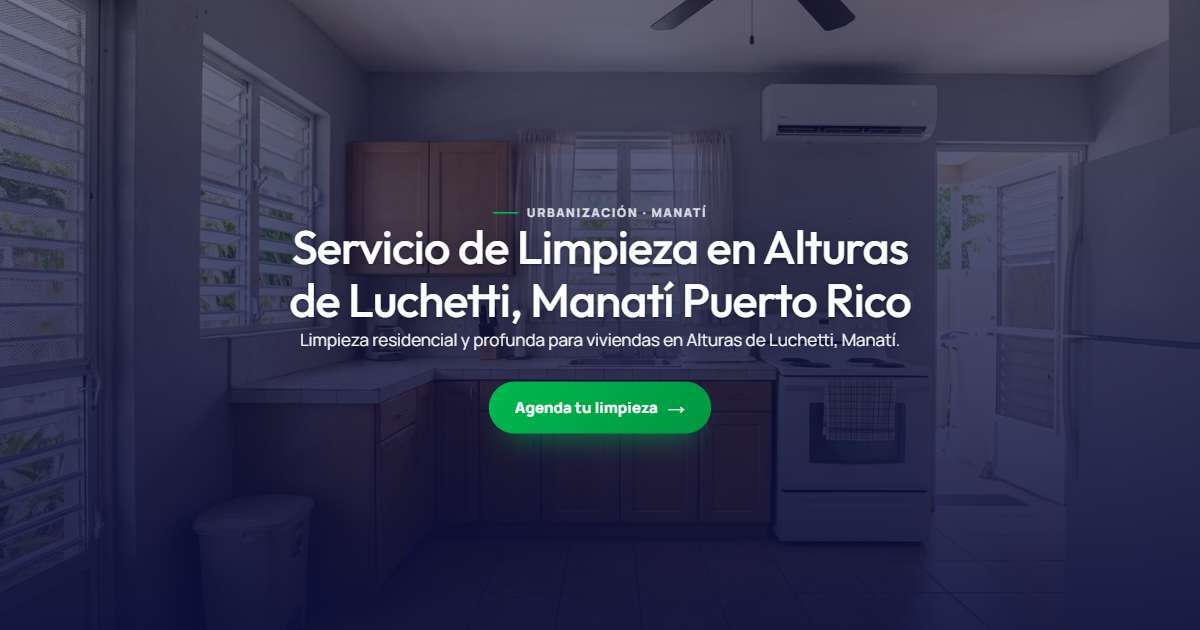 URBANIZACIÓN · MANATÍ
Servicio de Limpieza en Alturas
de Luchetti, Manatí Puerto Rico
Limpieza residencial y profunda para viviendas en Alturas de Luchetti, Manatí.
Agenda tu limpieza →